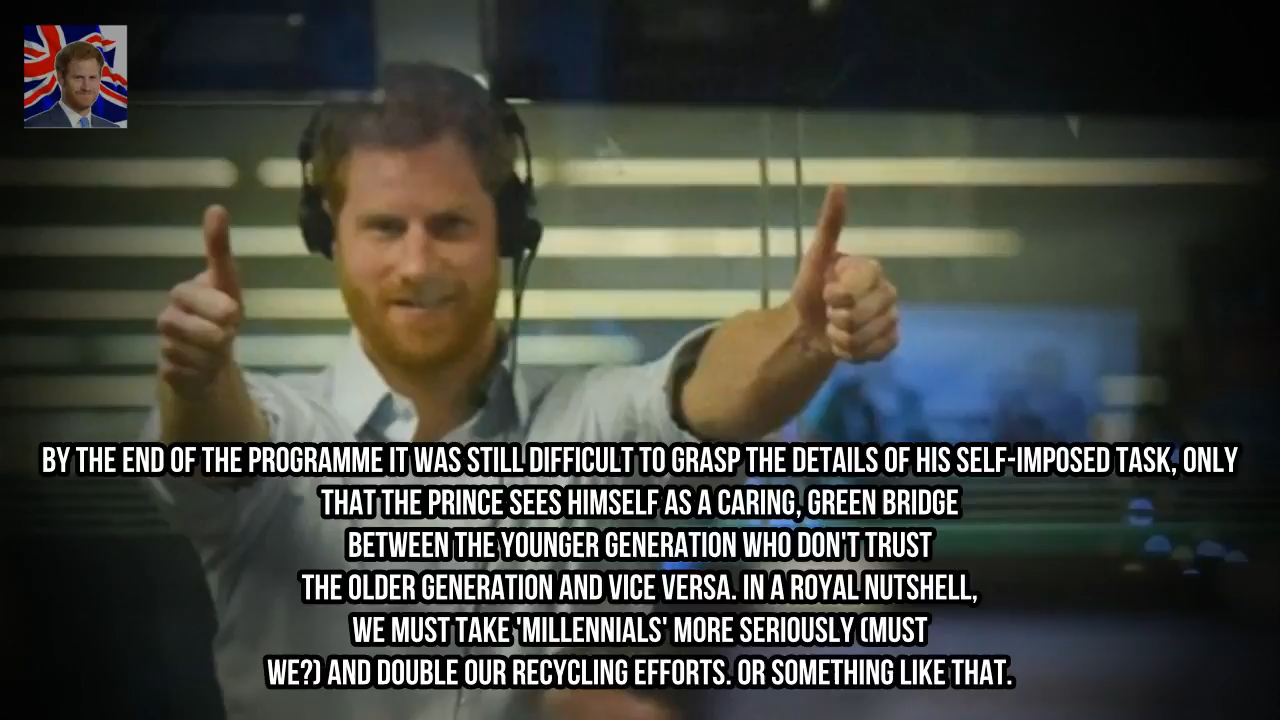 BY THE END OF THE PROGRAMME IT WAS STILL DIFFICULT TO GRASP THE DETAILS OF HIS SELF-IMPOSED TASK, ONLY
THAT THE PRINCE SEES HIMSELF AS A CARING, GREEN BRIDGE
BETWEEN THE YOUNGER GENERATION WHO DON'T TRUST
THE OLDER GENERATION AND VICE VERSA. IN A ROYAL NUTSHELL,
WE MUST TAKE 'MILLENNIALS' MORE SERIOUSLY (MUST
WE?) AND DOUBLE OUR RECYCLING EFFORTS. OR SOMETHING LIKE THAT.